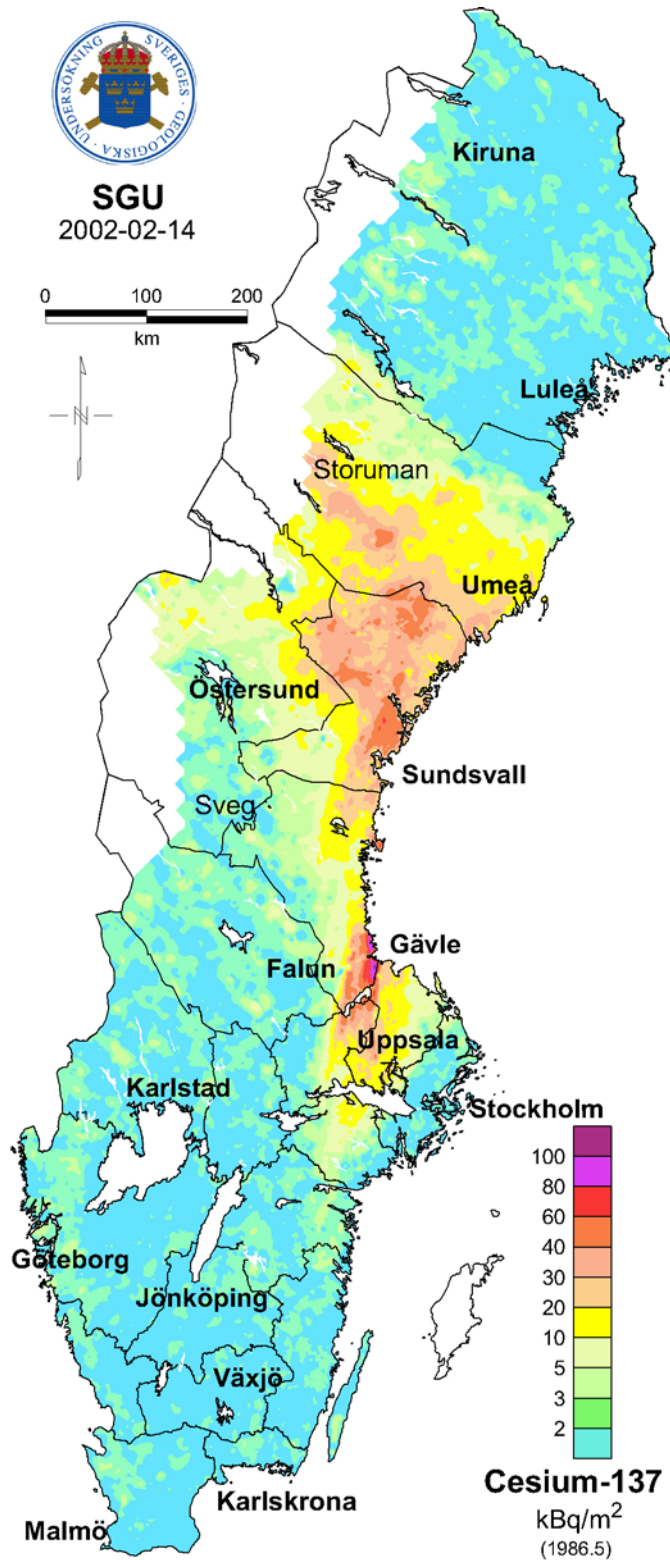 SVERIGES · GEOLOGISKA · UNDERSÖKNING ·
SGU
2002-02-14
0 100 200
km
N
Kiruna
Luleå
Storuman
Umeå
Östersund
Sundsvall
Sveg
Gävle
Falun
Uppsala
Karlstad
Stockholm
Göteborg
Jönköping
Växjö
Karlskrona
Malmö
100
80
60
40
30
20
10
5
3
2
Cesium-137
kBq/m²
(1986.5)